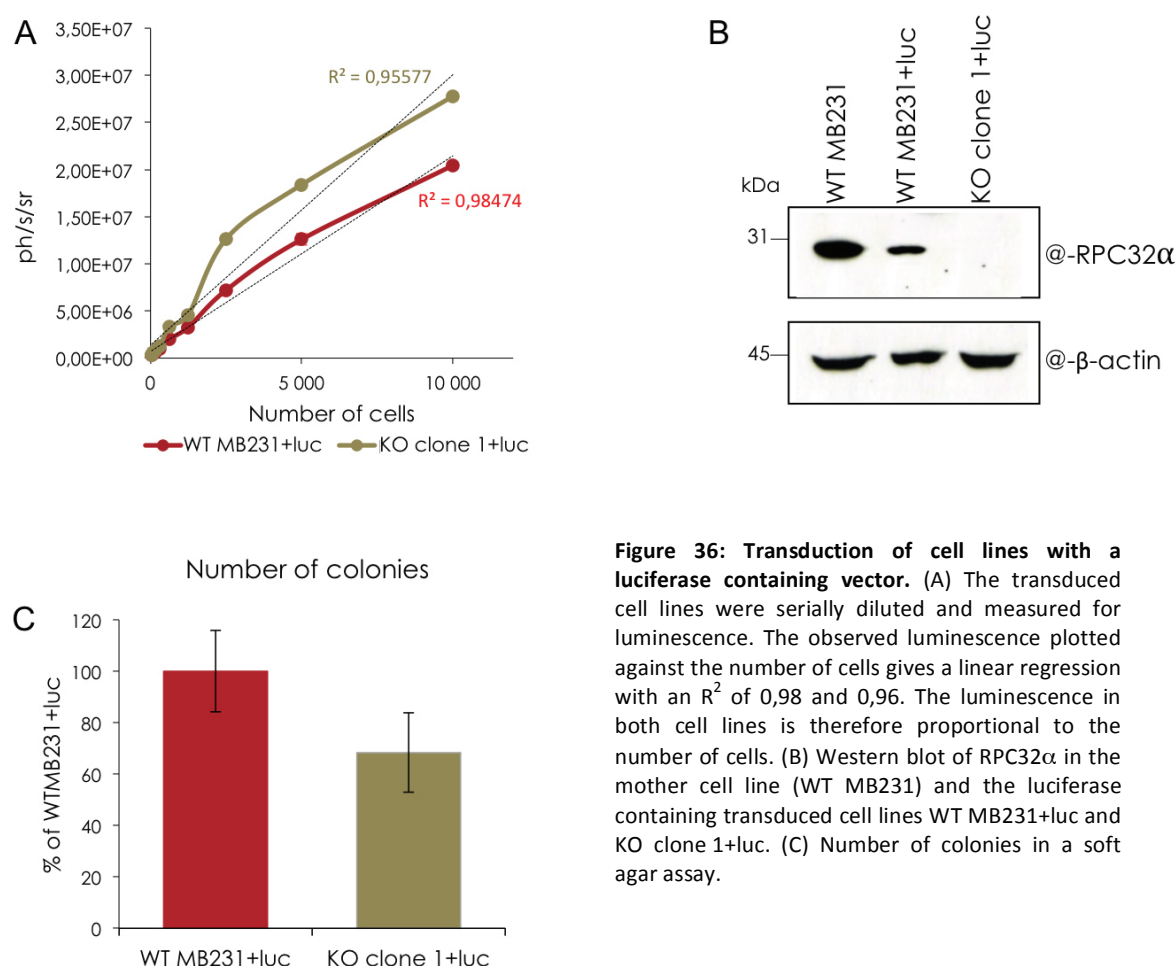 A
3,50E+07
3,00E+07
2,50E+07
2,00E+07
1,50E+07
1,00E+07
5,00E+06
0,00E+00
ph/s/sr
R² = 0,95577
R² = 0,98474
0
5 000
10 000
Number of cells
WT MB231+luc
KO clone 1+luc
B
WT MB231
WT MB231+luc
KO clone 1+luc
kDa
31
@-RPC32α
45
@-β-actin
C
Number of colonies
120
100
80
60
40
20
0
% of WTMB231+luc
WT MB231+luc
KO clone 1+luc
Figure 36: Transduction of cell lines with a
luciferase containing vector. (A) The transduced
cell lines were serially diluted and measured for
luminescence. The observed luminescence plotted
against the number of cells gives a linear regression
with an R² of 0,98 and 0,96. The luminescence in
both cell lines is therefore proportional to the
number of cells. (B) Western blot of RPC32α in the
mother cell line (WT MB231) and the luciferase
containing transduced cell lines WT MB231+luc and
KO clone 1+luc. (C) Number of colonies in a soft
agar assay.